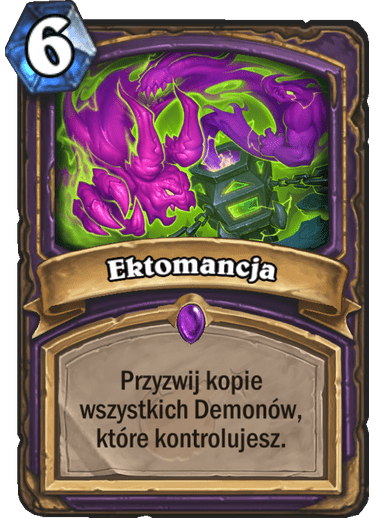 6
Ektomancja
Przyzwij kopie
wszystkich Demonów,
które kontrolujesz.